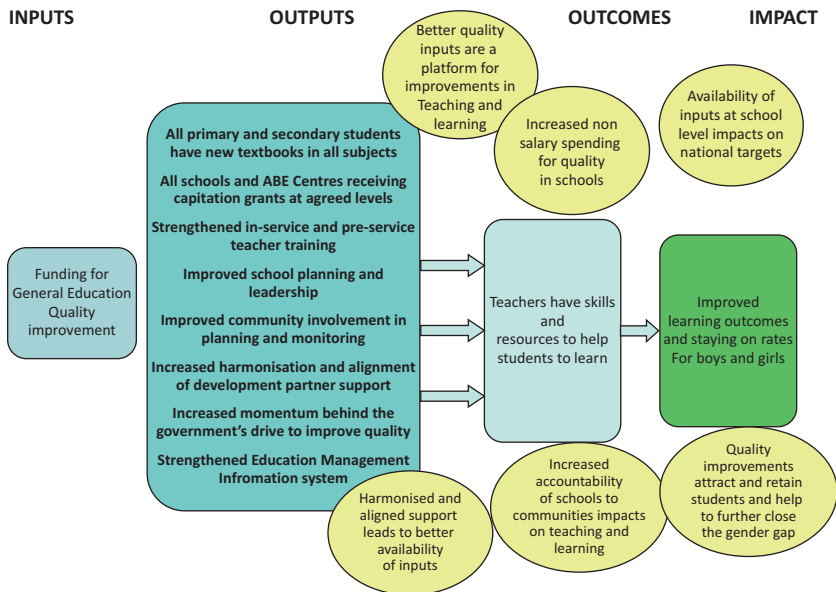 INPUTS
OUTPUTS
OUTCOMES
IMPACT
Better quality
inputs are a
platform for
improvements in
Teaching and
learning
Increased non
salary spending
for quality
in schools
Availability of
inputs at school
level impacts on
national targets
Funding for
General Education
Quality
improvement
All primary and secondary students
have new textbooks in all subjects
All schools and ABE Centres receiving
capitation grants at agreed levels
Strengthened in-service and pre-service
teacher training
Improved school planning and
leadership
Improved community involvement in
planning and monitoring
Increased harmonisation and alignment
of development partner support
Increased momentum behind the
government's drive to improve quality
Strengthened Education Management
Infromation system
Teachers have skills
and
resources to help
students to learn
Improved
learning outcomes
and staying on rates
For boys and girls
Harmonised and
aligned support
leads to better
availability
of inputs
Increased
accountability
of schools to
communities impacts
on teaching and
learning
Quality
improvements
attract and retain
students and help
to further close
the gender gap